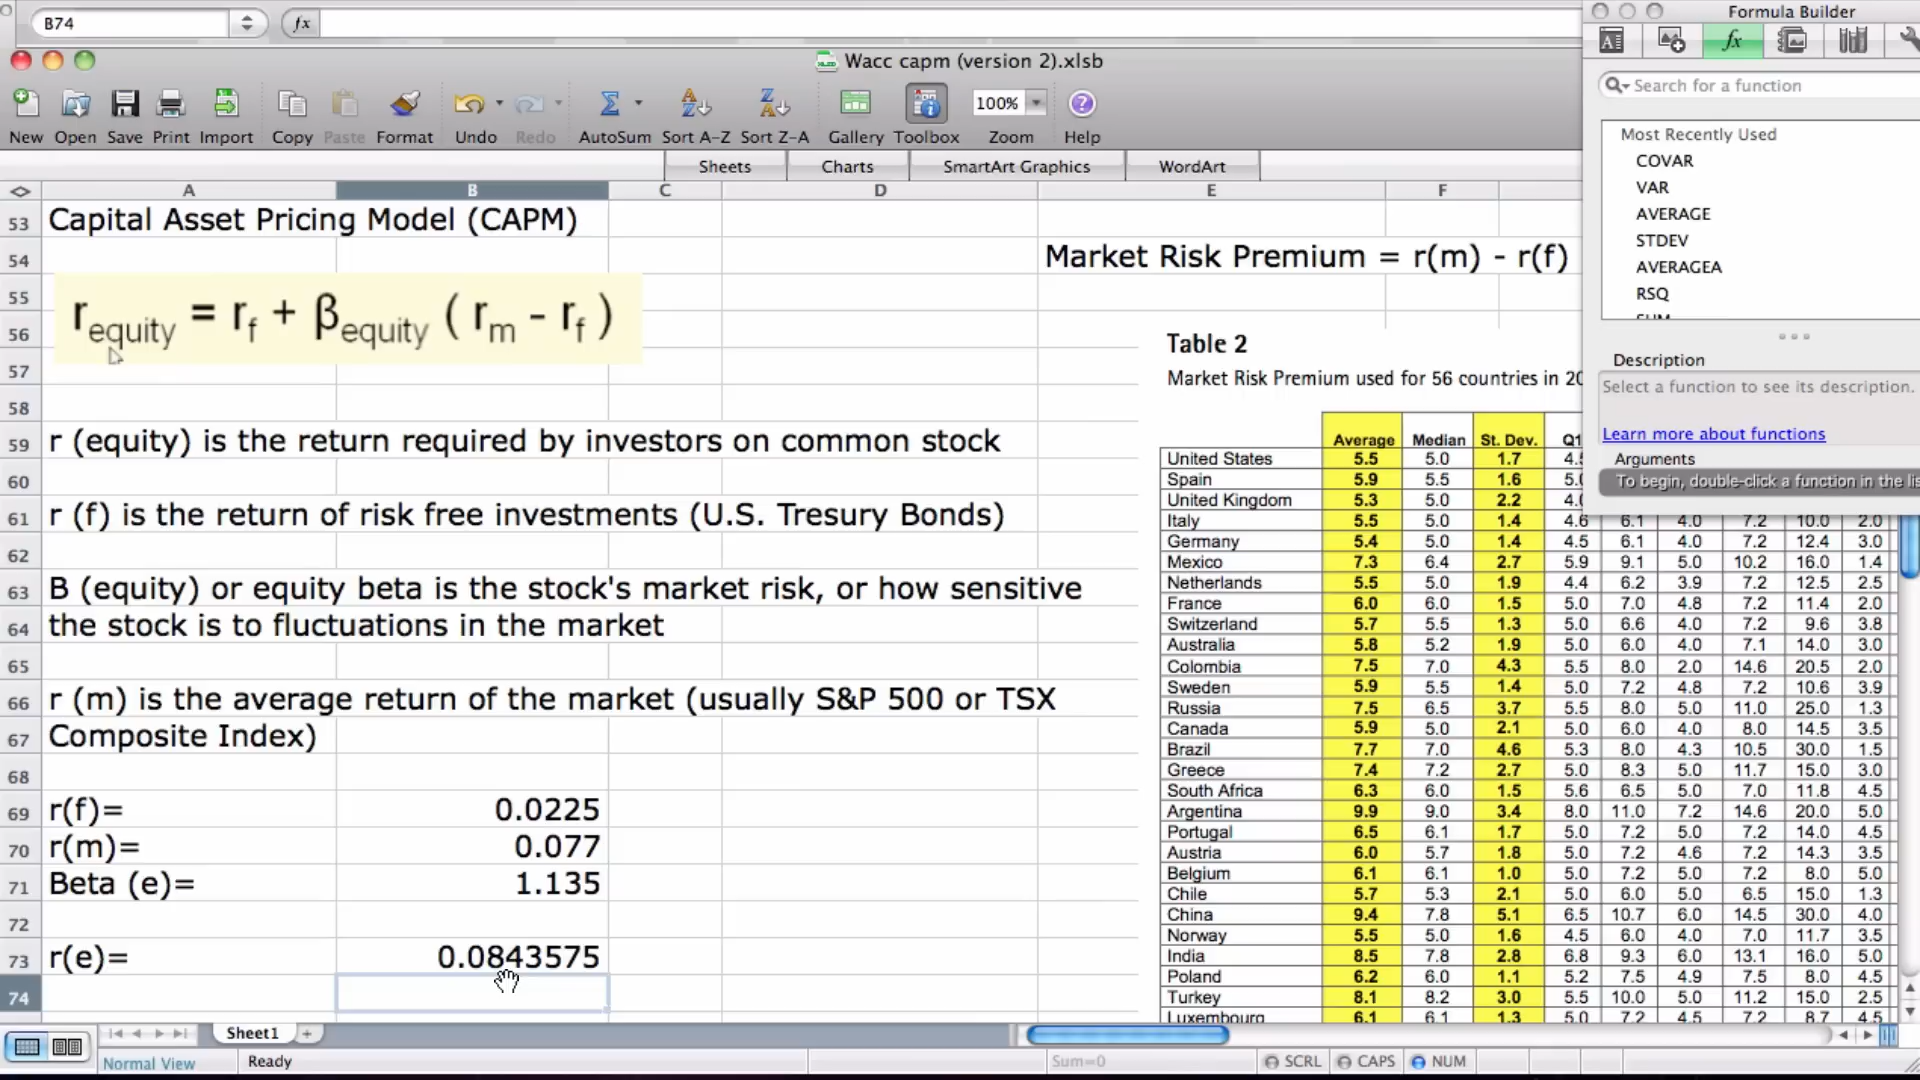 B74
fx
Formula Builder
Wacc capm (version 2).xlsb
New Open Save Print Import Copy Paste Format Undo Redo AutoSum Sort A-Z Sort Z-A Gallery Toolbox 100% Zoom Help
Search for a function
Sheets Charts SmartArt Graphics WordArt
Most Recently Used
COVAR
VAR
AVERAGE
STDEV
AVERAGEA
RSQ
Description
Select a function to see its description.
Learn more about functions
Arguments
To begin, double-click a function in the
A B C D E F
53 Capital Asset Pricing Model (CAPM)
54 Market Risk Premium = r(m) - r(f)
55
56 r equity = r f + β equity ( r m - r f )
57
58
59 r (equity) is the return required by investors on common stock
60
61 r (f) is the return of risk free investments (U.S. Tresury Bonds)
62
63 B (equity) or equity beta is the stock's market risk, or how sensitive
64 the stock is to fluctuations in the market
65
66 r (m) is the average return of the market (usually S&P 500 or TSX
67 Composite Index)
68
69 r(f)= 0.0225
70 r(m)= 0.077
71 Beta (e)= 1.135
72
73 r(e)= 0.0843575
74
Table 2
Market Risk Premium used for 56 countries in
Average Median St. Dev. Q1
United States 5.5 5.0 1.7
Spain 5.9 5.5 1.6
United Kingdom 5.3 5.0 2.2
Italy 5.5 5.0 1.4 4.6 6.1 4.0 7.2 10.0 2.0
Germany 5.4 5.0 1.4 4.5 6.1 4.0 7.2 12.4 3.0
Mexico 7.3 6.4 2.7 5.9 9.1 5.0 10.2 16.0 1.4
Netherlands 5.5 5.0 1.9 4.4 6.2 3.9 7.2 12.5 2.5
France 6.0 6.0 1.5 5.0 7.0 4.8 7.2 11.4 2.0
Switzerland 5.7 5.5 1.3 5.0 6.6 4.0 7.2 9.6 3.8
Australia 5.8 5.2 1.9 5.0 6.0 4.0 7.1 14.0 3.0
Colombia 7.5 7.0 4.3 5.5 8.0 2.0 14.6 20.5 2.0
Sweden 5.9 5.5 1.4 5.0 7.2 4.8 7.2 10.6 3.9
Russia 7.5 6.5 3.7 5.5 8.0 5.0 11.0 25.0 1.3
Canada 5.9 5.0 2.1 5.0 6.0 4.0 8.0 14.5 3.5
Brazil 7.7 7.0 4.6 5.3 8.0 4.3 10.5 30.0 1.5
Greece 7.4 7.2 2.7 5.0 8.3 5.0 11.7 15.0 3.0
South Africa 6.3 6.0 1.5 5.6 6.5 5.0 7.0 11.8 4.5
Argentina 9.9 9.0 3.4 8.0 11.0 7.2 14.6 20.0 5.0
Portugal 6.5 6.1 1.7 5.0 7.2 5.0 7.2 14.0 4.5
Austria 6.0 5.7 1.8 5.0 7.2 4.6 7.2 14.3 3.5
Belgium 6.1 6.1 1.0 5.0 7.2 5.0 7.2 8.0 5.0
Chile 5.7 5.3 2.1 5.0 6.0 5.0 6.5 15.0 1.3
China 9.4 7.8 5.1 6.5 10.7 6.0 14.5 30.0 4.0
Norway 5.5 5.0 1.6 4.5 6.0 4.0 7.0 11.7 3.5
India 8.5 7.8 2.8 6.8 9.3 6.0 13.1 16.0 5.0
Poland 6.2 6.0 1.1 5.2 7.5 4.9 7.5 8.0 4.5
Turkey 8.1 8.2 3.0 5.5 10.0 5.0 11.2 15.0 2.5
Luxembourg 6.1 6.1 1.3 5.0 7.2 4.5 7.2 8.7 4.5
Sheet1
Normal View Ready Sum=0 SCRL CAPS NUM